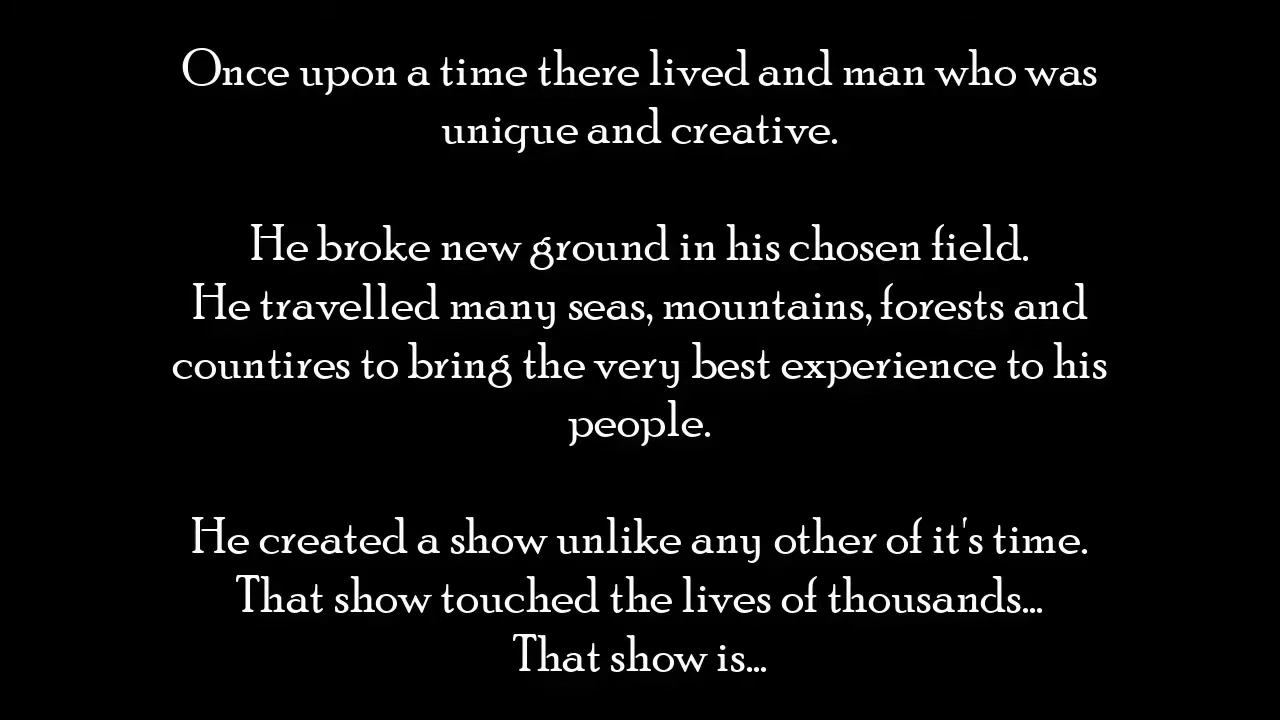 Once upon a time there lived and man who was
unique and creative.
He broke new ground in his chosen field.
He travelled many seas, mountains, forests and
countires to bring the very best experience to his
people.
He created a show unlike any other of it's time.
That show touched the lives of thousands...
That show is...